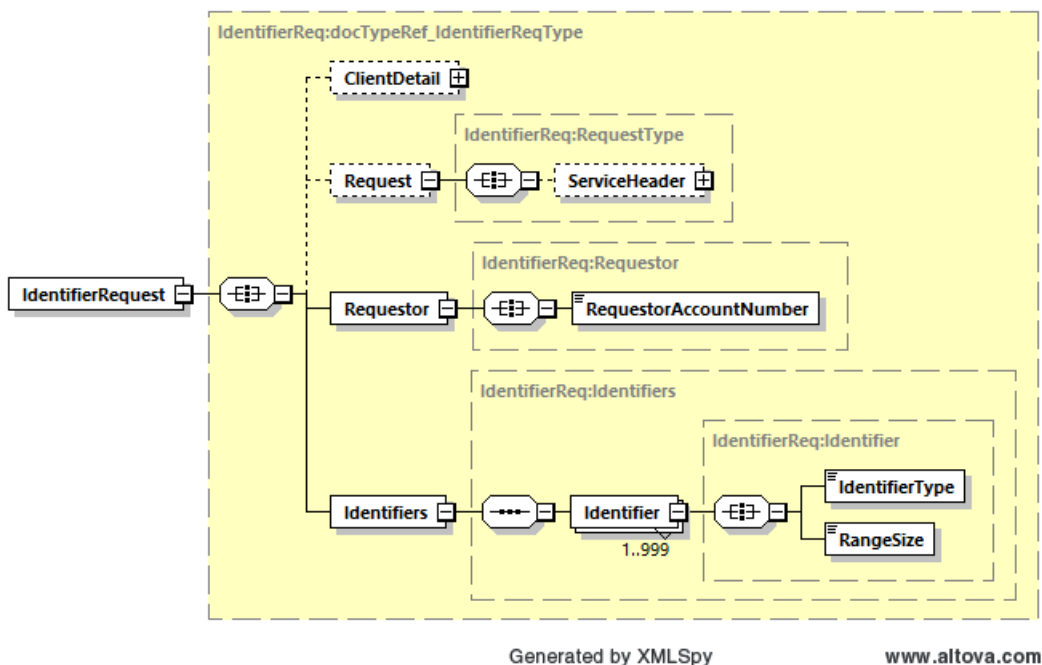 IdentifierReq:docTypeRef_IdentifierReqType
ClientDetail
IdentifierReq:RequestType
Request
ServiceHeader
IdentifierReq:Requestor
IdentifierRequest
Requestor
RequestorAccountNumber
IdentifierReq:Identifiers
IdentifierReq:Identifier
IdentifierType
Identifiers
Identifier
RangeSize
1..999
Generated by XMLSpy
www.altova.com